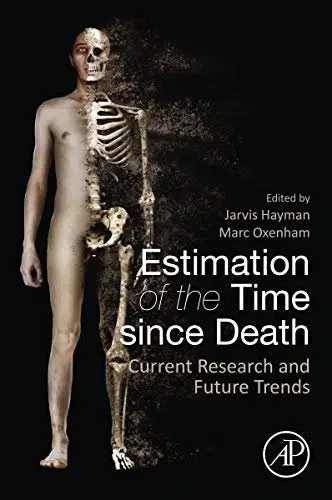 Edited by
Jarvis Hayman
Marc Oxenham
Estimation
of the Time
since Death
Current Research and
Future Trends
AP